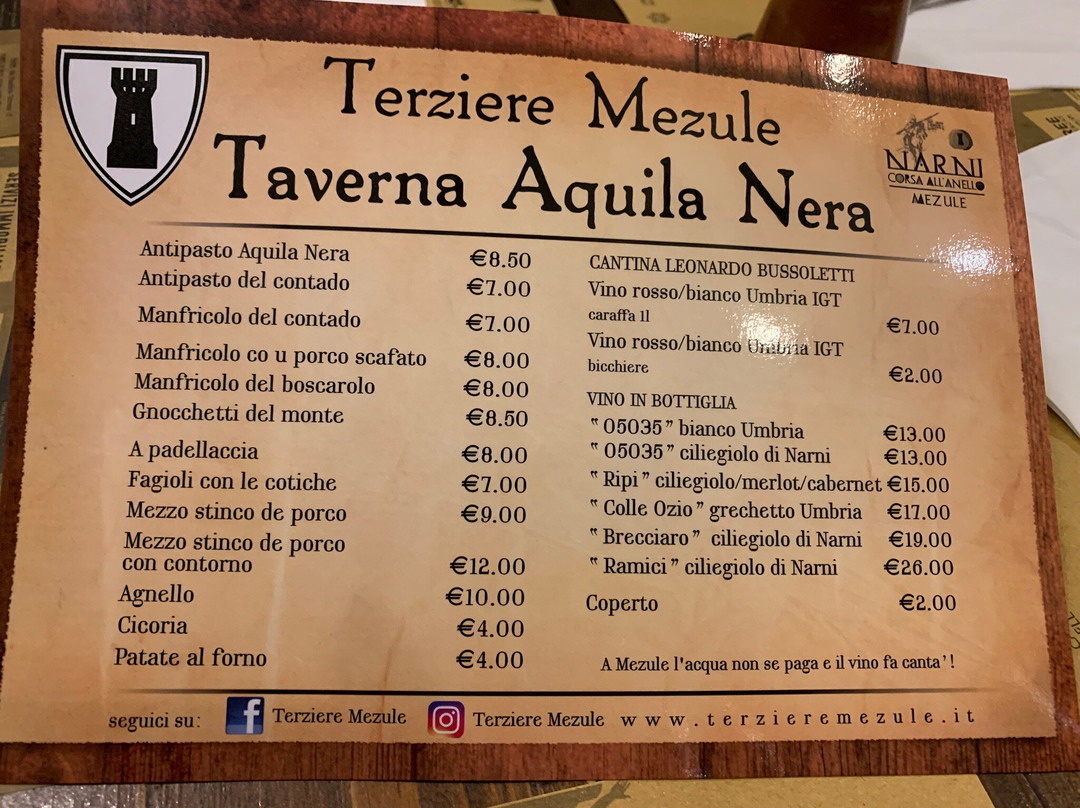 Terziere Mezule
Taverna Aquila Nera
1
NARNI
CORSA ALL'ANELLO
MEZULE
Antipasto Aquila Nera €8.50
Antipasto del contado €7.00
Manfricolo del contado €7.00
Manfricolo co u porco scafato €8.00
Manfricolo del boscarolo €8.00
Gnocchetti del monte €8.50
A padellaccia €8.00
Fagioli con le cotiche €7.00
Mezzo stinco de porco €9.00
Mezzo stinco de porco
con contorno €12.00
Agnello €10.00
Cicoria €4.00
Patate al forno €4.00
CANTINA LEONARDO BUSSOLETTI
Vino rosso/bianco Umbria IGT
caraffa 1l €7.00
Vino rosso/bianco Umbria IGT
bicchiere €2.00
VINO IN BOTTIGLIA
“05035” bianco Umbria €13.00
“05035” ciliegiolo di Narni €13.00
“Ripi” ciliegiolo/merlot/cabernet €15.00
“Colle Ozio” grechetto Umbria €17.00
“Brecciaro” ciliegiolo di Narni €19.00
“Ramici” ciliegiolo di Narni €26.00
Coperto €2.00
A Mezule l'acqua non se paga e il vino fa canta'!
seguici su: f Terziere Mezule Terziere Mezule www.terzieremezule.it
SERVIZI IMMOBILIA